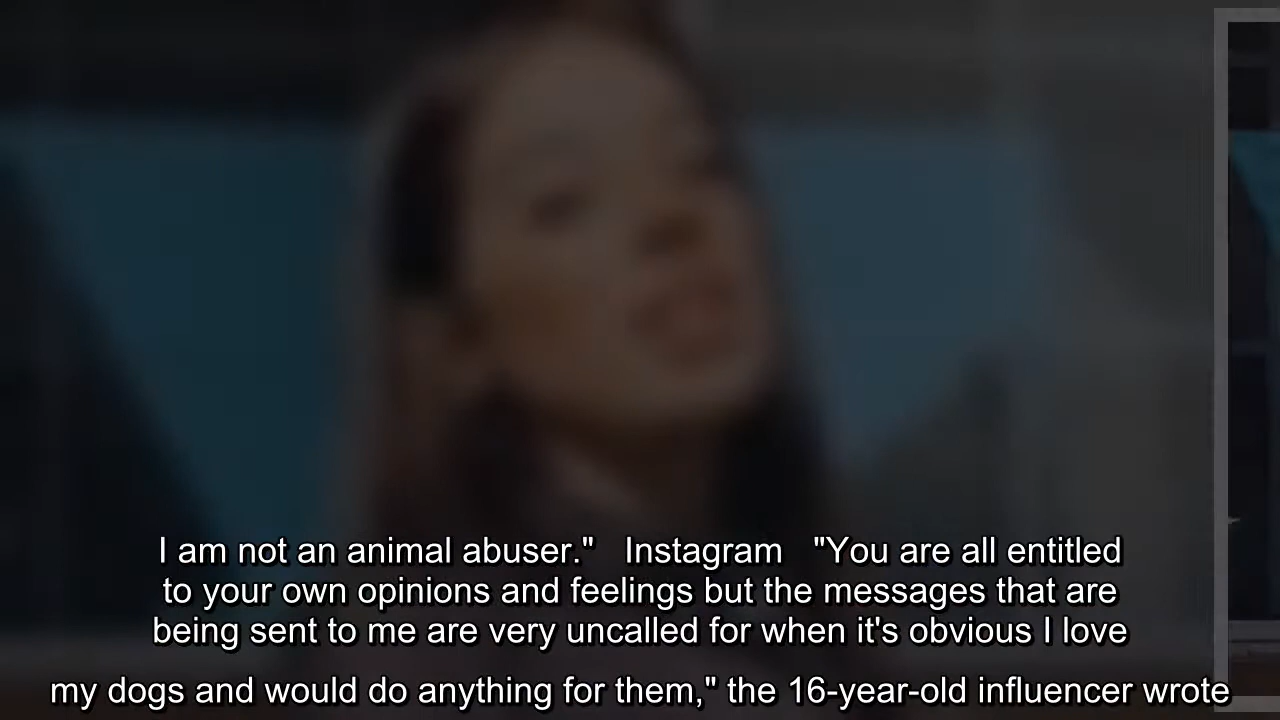 I am not an animal abuser." Instagram "You are all entitled
to your own opinions and feelings but the messages that are
being sent to me are very uncalled for when it's obvious I love
my dogs and would do anything for them," the 16-year-old influencer wrote